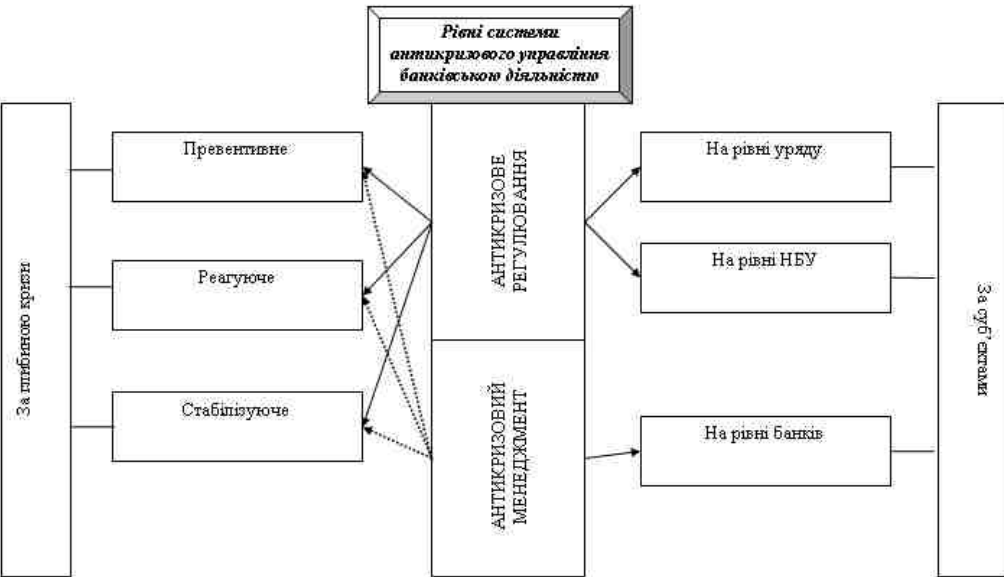 Рівні системи
антикризового управління
банківською діяльністю
За глибиною кризи
Превентивне
Реагуюче
Стабілізуюче
АНТИКРИЗОВЕ
РЕГУЛЮВАННЯ
АНТИКРИЗОВИЙ
МЕНЕДЖМЕНТ
На рівні уряду
На рівні НБУ
На рівні банків
За суб’єктами